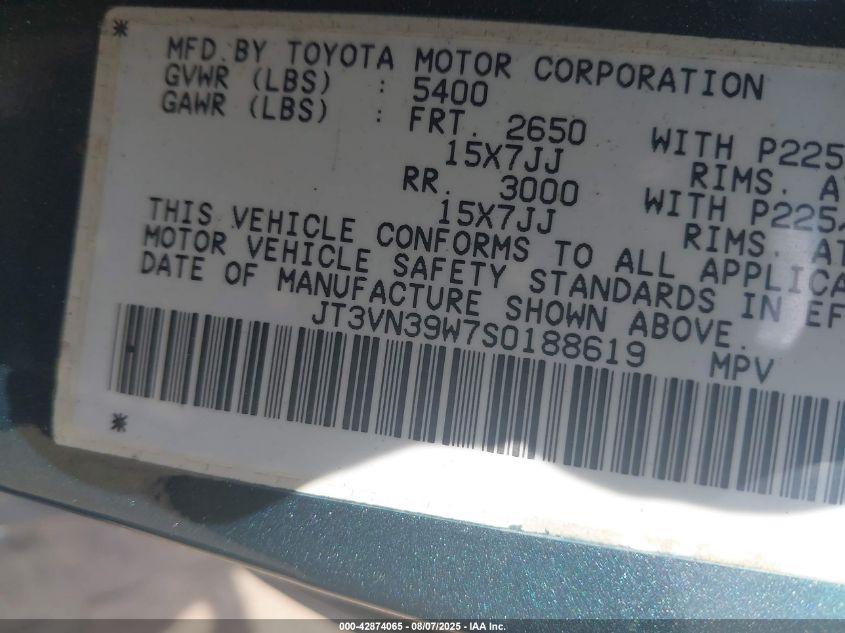 *
MFD.BY TOYOTA MOTOR CORPORATION
GVWR (LBS) : 5400
GAWR (LBS) : FRT. 2650 WITH P225
15X7JJ RIMS. A
RR. 3000 WITH P225
15X7JJ RIMS. AT
THIS VEHICLE CONFORMS TO ALL APPLICA
MOTOR VEHICLE SAFETY STANDARDS IN EF
DATE OF MANUFACTURE SHOWN ABOVE.
JT3VN39W7S0188619 MPV
*
000-42874065 - 08/07/2025 - IAA Inc.